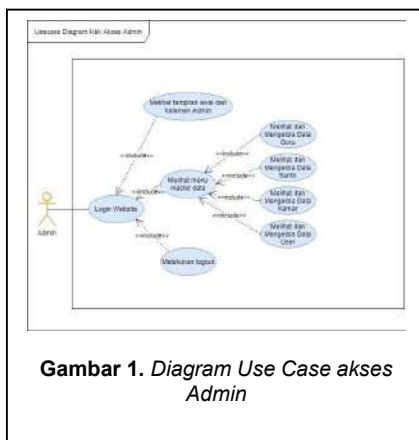 Usecase Diagram Hak Akses Admin
Melihat tampilan awal dari
halaman Admin
Melihat dan
Mengelola Data
Guru
<<include>>
<<include>>
Melihat dan
Mengelola Data
Santri
<<include>>
Melihat menu
master data
<<include>>
<<include>>
Melihat dan
Mengelola Data
Kamar
Login Website
<<include>>
Admin
Melihat dan
Mengelola Data
User
<<include>>
Melakukan logout
Gambar 1. Diagram Use Case akses
Admin